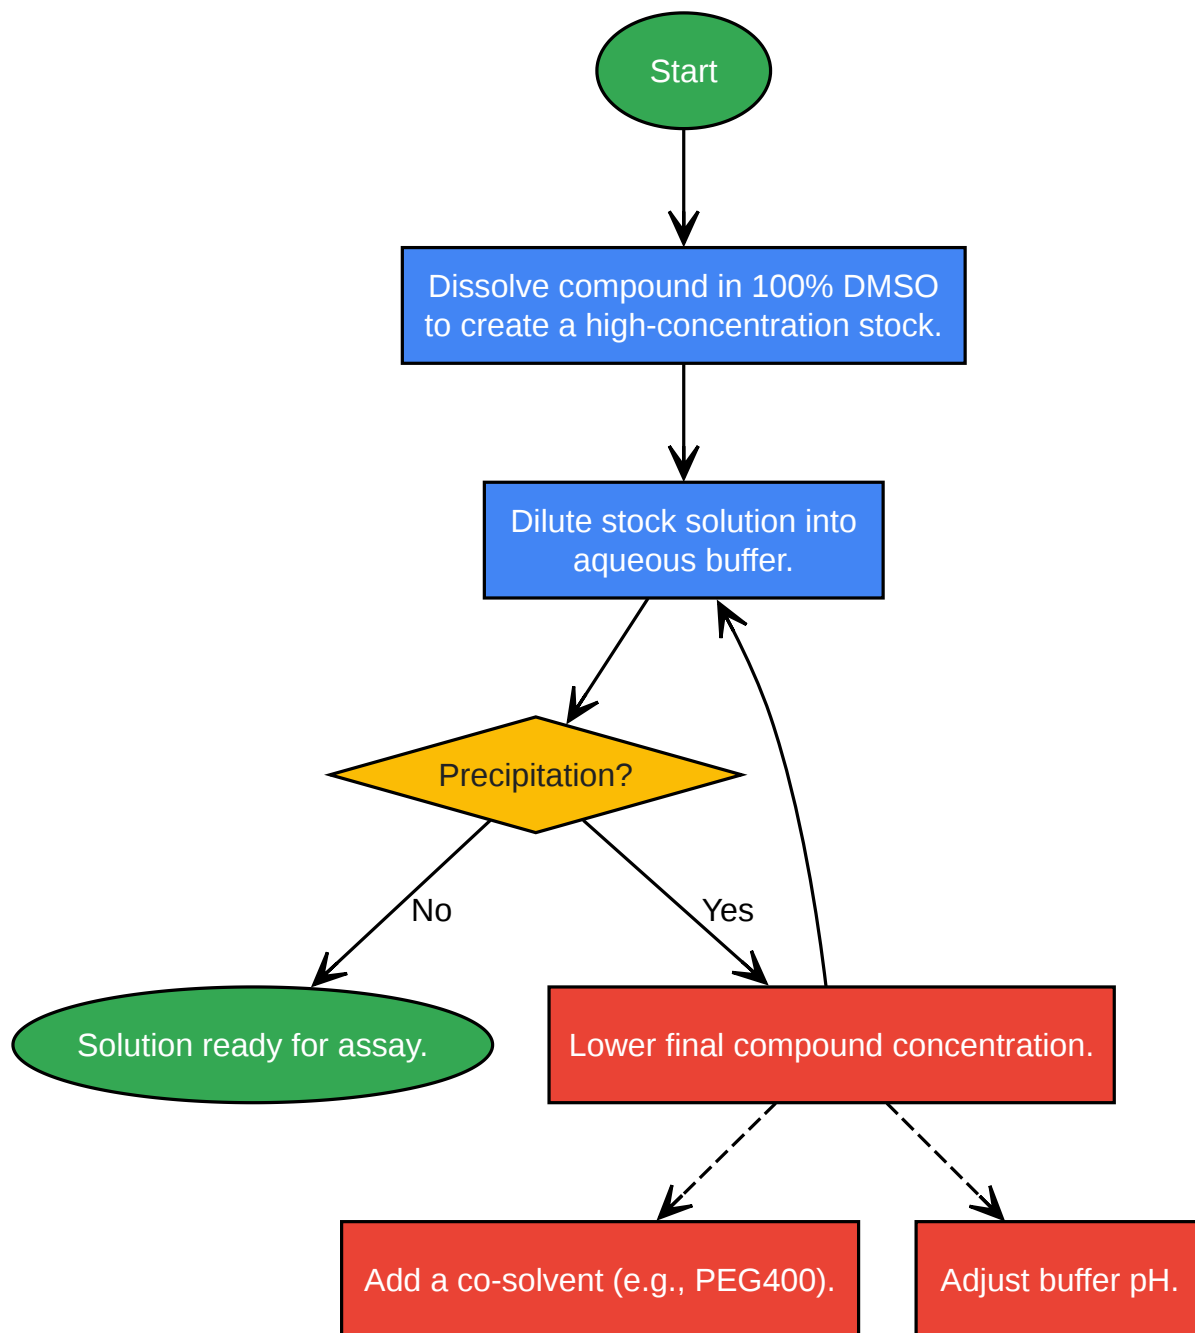 Start
Dissolve compound in 100% DMSO
to create a high-concentration stock.
Dilute stock solution into
aqueous buffer.
Precipitation?
No
Yes
Solution ready for assay.
Lower final compound concentration.
Add a co-solvent (e.g., PEG400).
Adjust buffer pH.